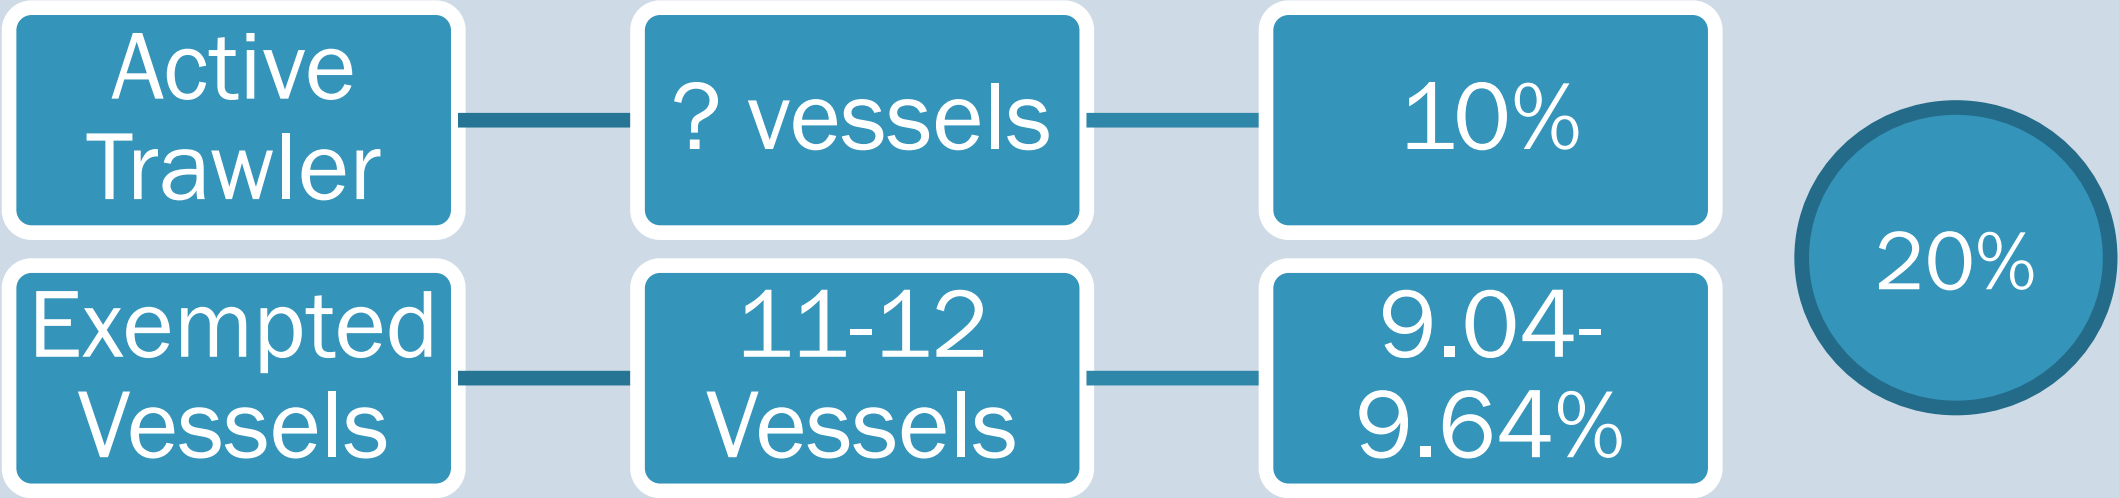 Active
Trawler
? vessels
10%
Exempted
Vessels
11-12
Vessels
9.04-
9.64%
20%